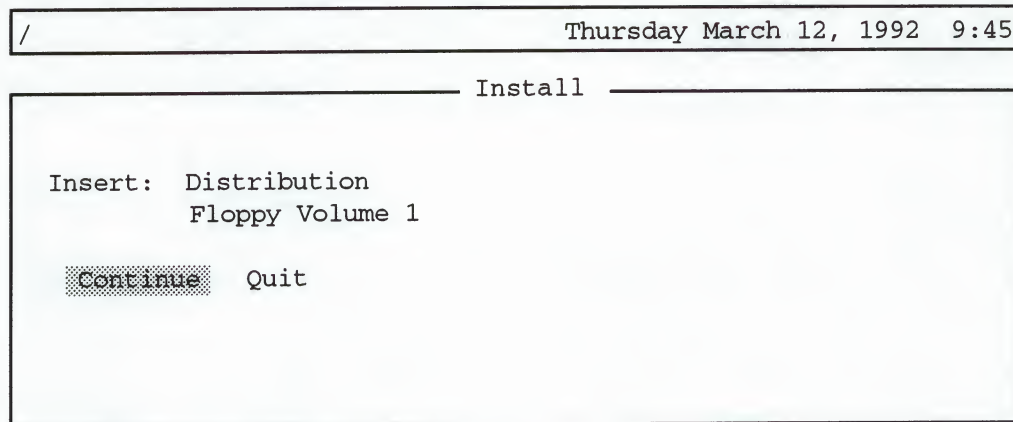 / Thursday March 12, 1992 9:45
Install
Insert: Distribution
Floppy Volume 1
Continue Quit